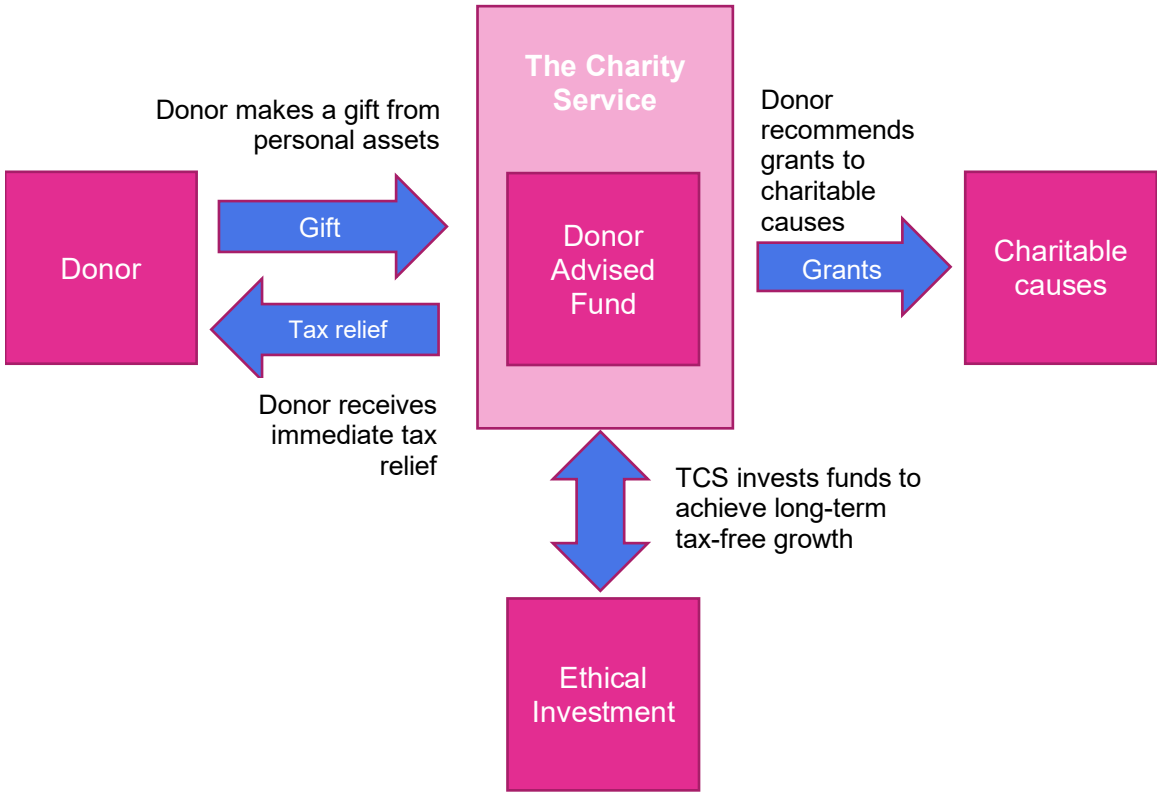 The Charity
Service
Donor makes a gift from
personal assets
Donor
recommends
grants to
charitable
causes
Donor
Gift
Tax relief
Donor
Advised
Fund
Grants
Charitable
causes
Donor receives
immediate tax
relief
TCS invests funds to
achieve long-term
tax-free growth
Ethical
Investment